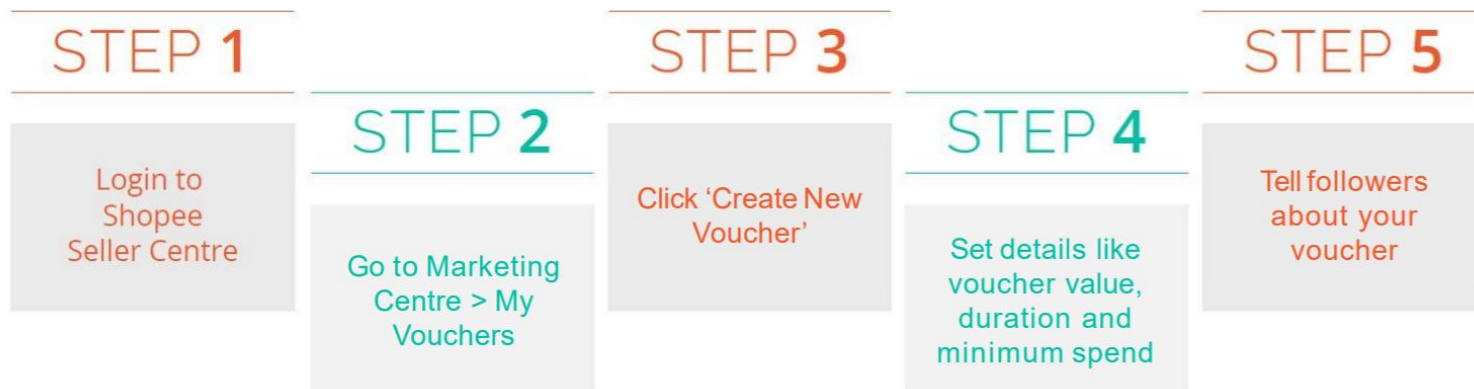 STEP 1
Login to
Shopee
Seller Centre
STEP 2
Go to Marketing
Centre > My
Vouchers
STEP 3
Click ‘Create New
Voucher’
STEP 4
Set details like
voucher value,
duration and
minimum spend
STEP 5
Tell followers
about your
voucher